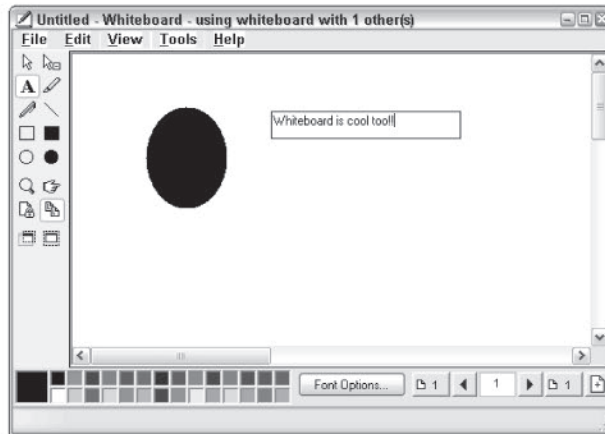 Untitled - Whiteboard - using whiteboard with 1 other(s)
File Edit View Tools Help
A
Whiteboard is cool too!!
Font Options... 1 1 1